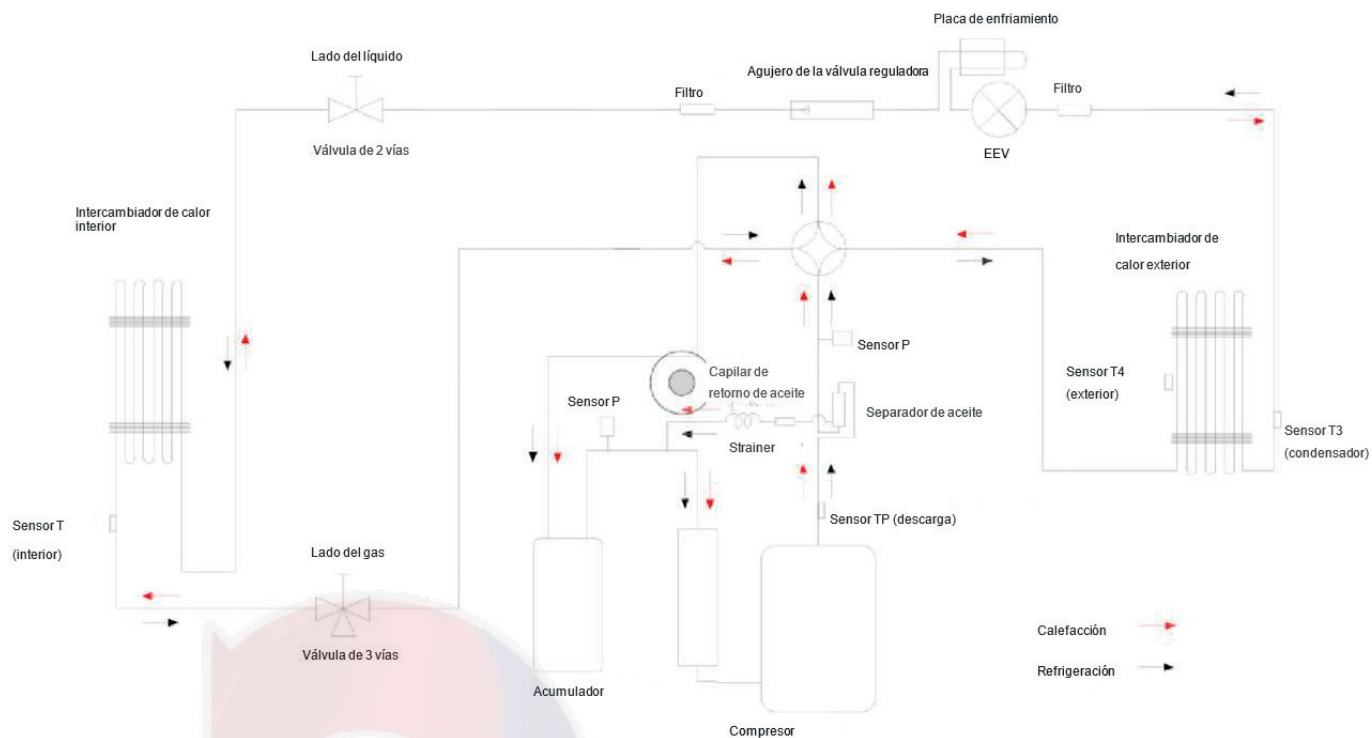 Placa de enfriamiento
Lado del líquido
Agujero de la válvula reguladora
Filtro
Filtro
Válvula de 2 vías
EEV
Intercambiador de calor
interior
Intercambiador de
calor exterior
Sensor P
Capilar de
retorno de aceite
Sensor T4
(exterior)
Sensor P
Separador de aceite
Strainer
Sensor T3
(condensador)
Sensor T
(interior)
Sensor TP (descarga)
Lado del gas
Válvula de 3 vías
Calefacción
Refrigeración
Acumulador
Compresor